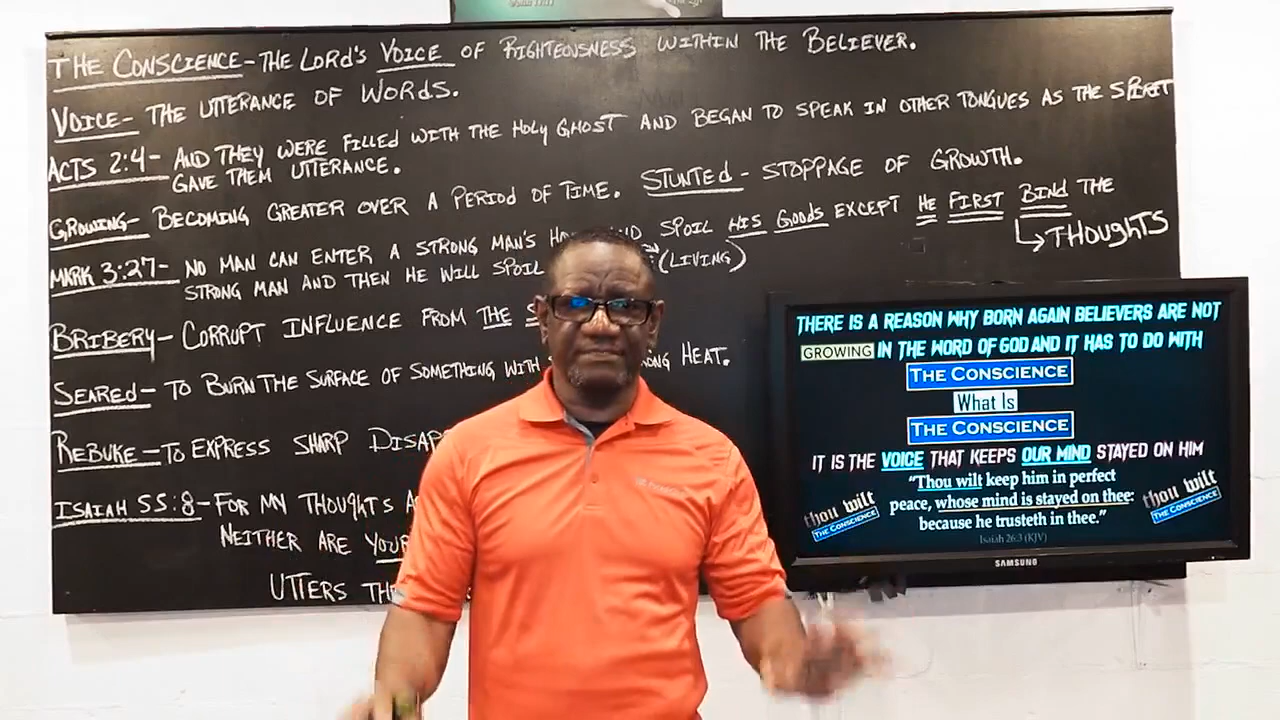 THE CONSCIENCE-THE LORD'S VOICE OF RIGHTEOUSNESS WITHIN THE BELIEVER.
VOICE- THE UTTERANCE OF WORDS.
ACTS 2:4- AND THEY WERE FILLED WITH THE HOLY GHOST AND BEGAN TO SPEAK IN OTHER TONGUES AS THE SPIRIT
GAVE THEM UTTERANCE.
GROWING- BECOMING GREATER OVER A PERIOD OF TIME. STUNTED- STOPPAGE OF GROWTH.
MARK 3:27- NO MAN CAN ENTER A STRONG MAN'S SPOIL HIS GOODS EXCEPT HE FIRST BIND THE
THOUGHTS
STRONG MAN AND THEN HE WILL SPOIL (LIVING)
BRIBERY- CORRUPT INFLUENCE FROM THE
SEARED- TO BURN THE SURFACE OF SOMETHING WITH HEAT.
REBUKE-TO EXPRESS SHARP
ISAIAH 55:8-FOR MY THOUGHTS
NEITHER ARE YOUR
UTTERS
THERE IS A REASON WHY BORN AGAIN BELIEVERS ARE NOT
GROWING IN THE WORD OF GOD AND IT HAS TO DO WITH
THE CONSCIENCE
What Is
THE CONSCIENCE
IT IS THE VOICE THAT KEEPS OUR MIND STAYED ON HIM
"Thou wilt keep him in perfect
peace, whose mind is stayed on thee:
because he trusteth in thee."
Isaiah 26:3 (KJV)
thou wilt
THE CONSCIENCE
thou wilt
THE CONSCIENCE
SAMSUNG